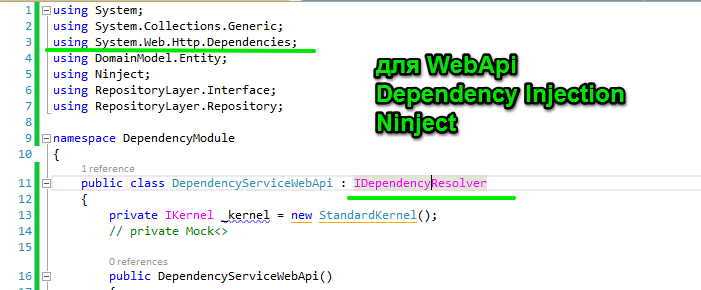 1 using System;
2 using System.Collections.Generic;
3 using System.Web.Http.Dependencies;
4 using DomainModel.Entity;
5 using Ninject;
6 using RepositoryLayer.Interface;
7 using RepositoryLayer.Repository;
для WebApi
Dependency Injection
Ninject
8
9 namespace DependencyModule
10 {
1 reference
11 public class DependencyServiceWebApi : IDependencyResolver
12 {
13 private IKernel _kernel = new StandardKernel();
14 // private Mock<>
15
0 references
16 public DependencyServiceWebApi()